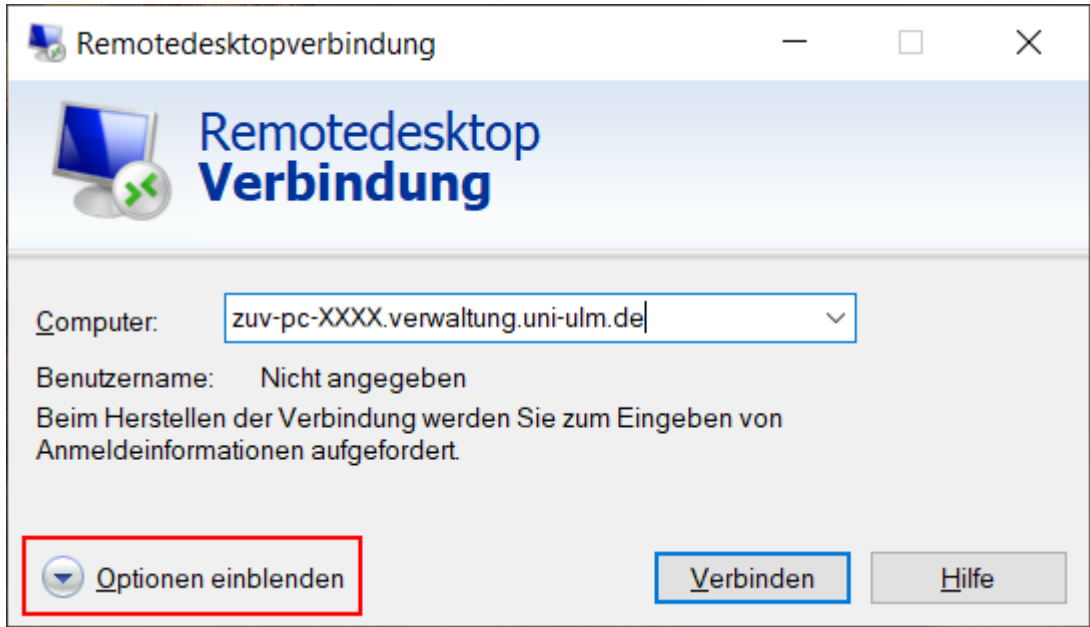 Remotedesktopverbindung
Remotedesktop
Verbindung
Computer: zuv-pc-XXXX.verwaltung.uni-ulm.de
Benutzername: Nicht angegeben
Beim Herstellen der Verbindung werden Sie zum Eingeben von
Anmeldeinformationen aufgefordert.
Optionen einblenden Verbinden Hilfe